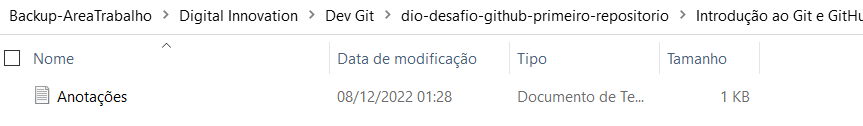 Backup-AreaTrabalho > Digital Innovation > Dev Git > dio-desafio-github-primeiro-repositorio > Introdução ao Git e GitHu
Nome Data de modificação Tipo Tamanho
Anotações 08/12/2022 01:28 Documento de Te... 1 KB